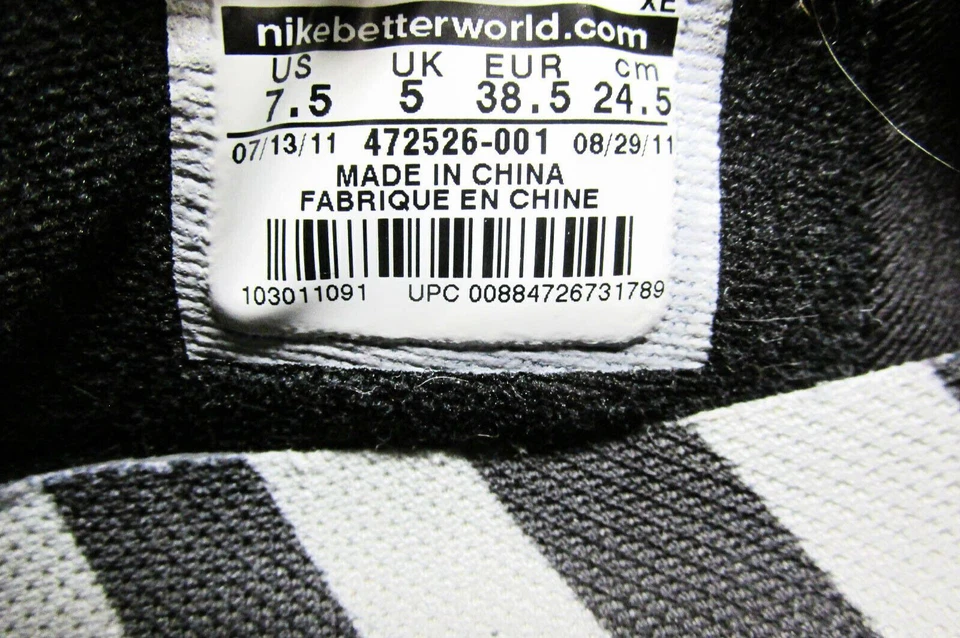 XE
nikebetterworld.com
US UK EUR cm
7.5 5 38.5 24.5
07/13/11 472526-001 08/29/11
MADE IN CHINA
FABRIQUE EN CHINE
103011091 UPC 00884726731789